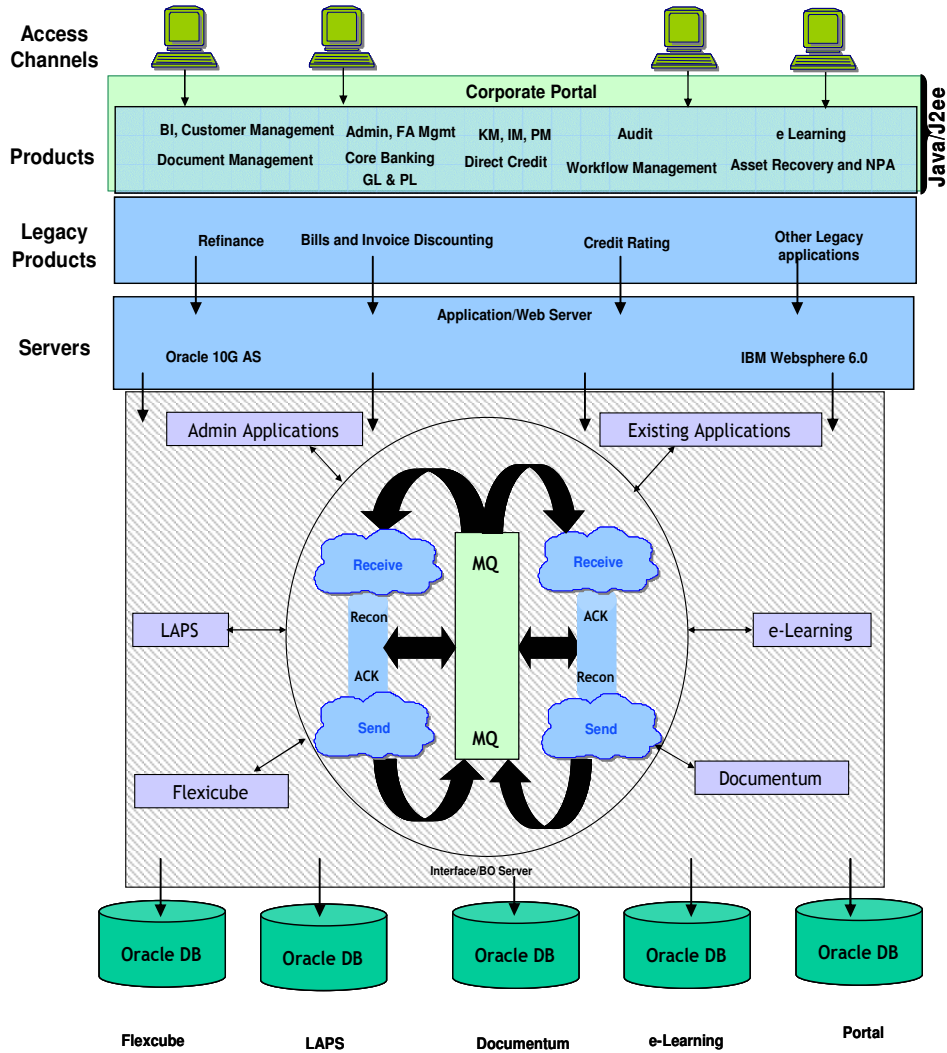 Access
Channels
Corporate Portal
Java/J2ee
Products
BI, Customer Management
Admin, FA Mgmt
KM, IM, PM
Audit
e Learning
Document Management
Core Banking
GL & PL
Direct Credit
Workflow Management
Asset Recovery and NPA
Legacy
Products
Refinance
Bills and Invoice Discounting
Credit Rating
Other Legacy
applications
Servers
Application/Web Server
Oracle 10G AS
IBM Websphere 6.0
Admin Applications
Existing Applications
Receive
MQ
Receive
Recon
ACK
LAPS
e-Learning
ACK
Recon
Send
MQ
Send
Flexicube
Documentum
Interface/BO Server
Oracle DB
Oracle DB
Oracle DB
Oracle DB
Oracle DB
Flexcube
LAPS
Documentum
e-Learning
Portal